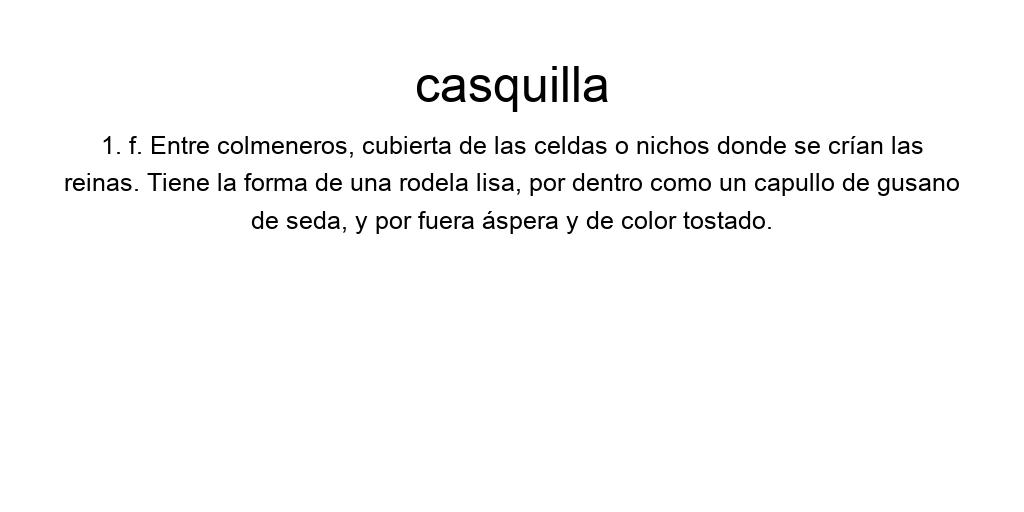 casquilla
1. f. Entre colmeneros, cubierta de las celdas o nichos donde se crían las
reinas. Tiene la forma de una rodela lisa, por dentro como un capullo de gusano
de seda, y por fuera áspera y de color tostado.